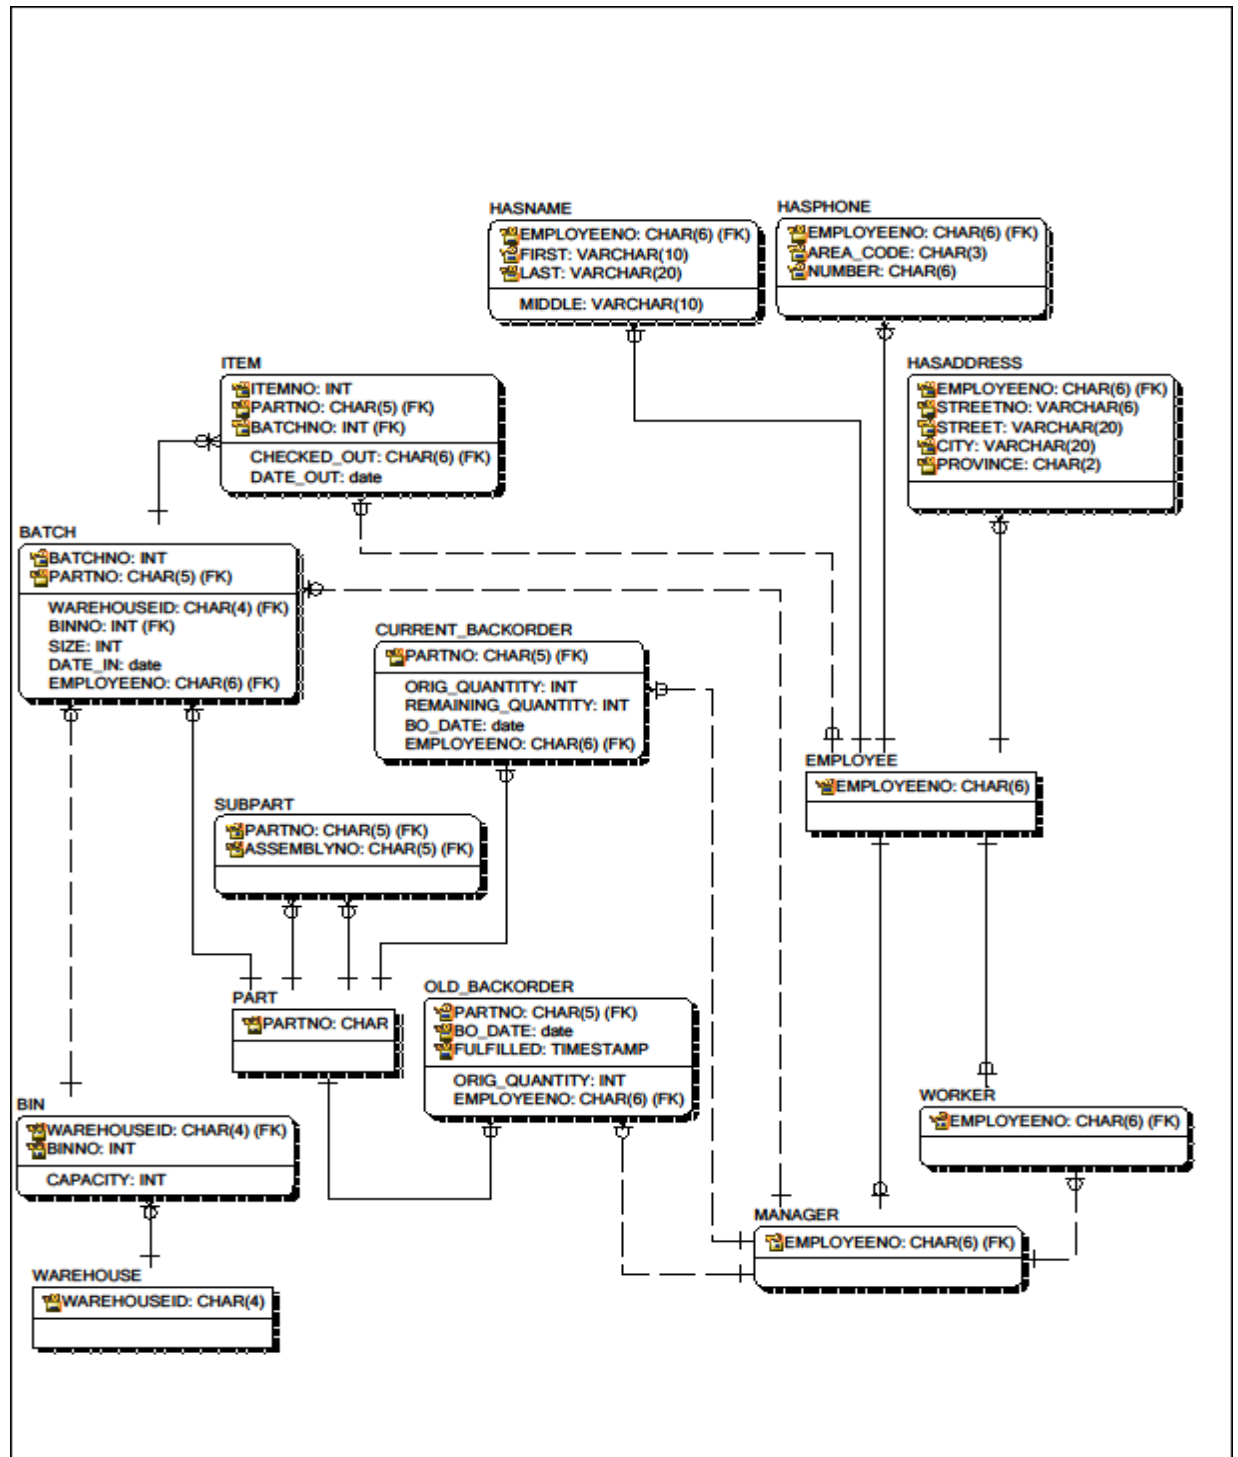 HASNAME
EMPLOYEENO: CHAR(6) (FK)
FIRST: VARCHAR(10)
LAST: VARCHAR(20)
MIDDLE: VARCHAR(10)
HASPHONE
EMPLOYEENO: CHAR(6) (FK)
AREA_CODE: CHAR(3)
NUMBER: CHAR(6)
ITEM
ITEMNO: INT
PARTNO: CHAR(5) (FK)
BATCHNO: INT (FK)
CHECKED_OUT: CHAR(6) (FK)
DATE_OUT: date
HASADDRESS
EMPLOYEENO: CHAR(6) (FK)
STREETNO: VARCHAR(6)
STREET: VARCHAR(20)
CITY: VARCHAR(20)
PROVINCE: CHAR(2)
BATCH
BATCHNO: INT
PARTNO: CHAR(5) (FK)
WAREHOUSEID: CHAR(4) (FK)
BINNO: INT (FK)
SIZE: INT
DATE_IN: date
EMPLOYEENO: CHAR(6) (FK)
CURRENT_BACKORDER
PARTNO: CHAR(5) (FK)
ORIG_QUANTITY: INT
REMAINING_QUANTITY: INT
BO_DATE: date
EMPLOYEENO: CHAR(6) (FK)
EMPLOYEE
EMPLOYEENO: CHAR(6)
SUBPART
PARTNO: CHAR(5) (FK)
ASSEMBLYNO: CHAR(5) (FK)
PART
PARTNO: CHAR
OLD_BACKORDER
PARTNO: CHAR(5) (FK)
BO_DATE: date
FULFILLED: TIMESTAMP
ORIG_QUANTITY: INT
EMPLOYEENO: CHAR(6) (FK)
BIN
WAREHOUSEID: CHAR(4) (FK)
BINNO: INT
CAPACITY: INT
WORKER
EMPLOYEENO: CHAR(6) (FK)
MANAGER
EMPLOYEENO: CHAR(6) (FK)
WAREHOUSE
WAREHOUSEID: CHAR(4)